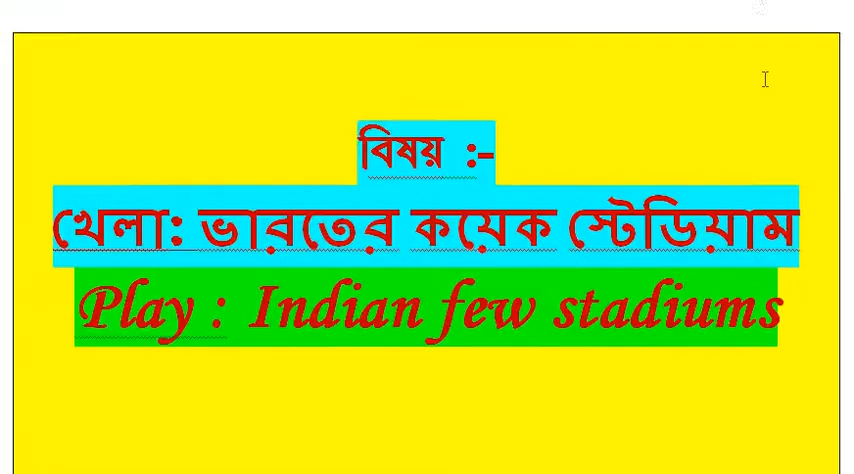 বিষয় :-
খেলা: ভারতের কয়েক স্টেডিয়াম
Play : Indian few stadiums